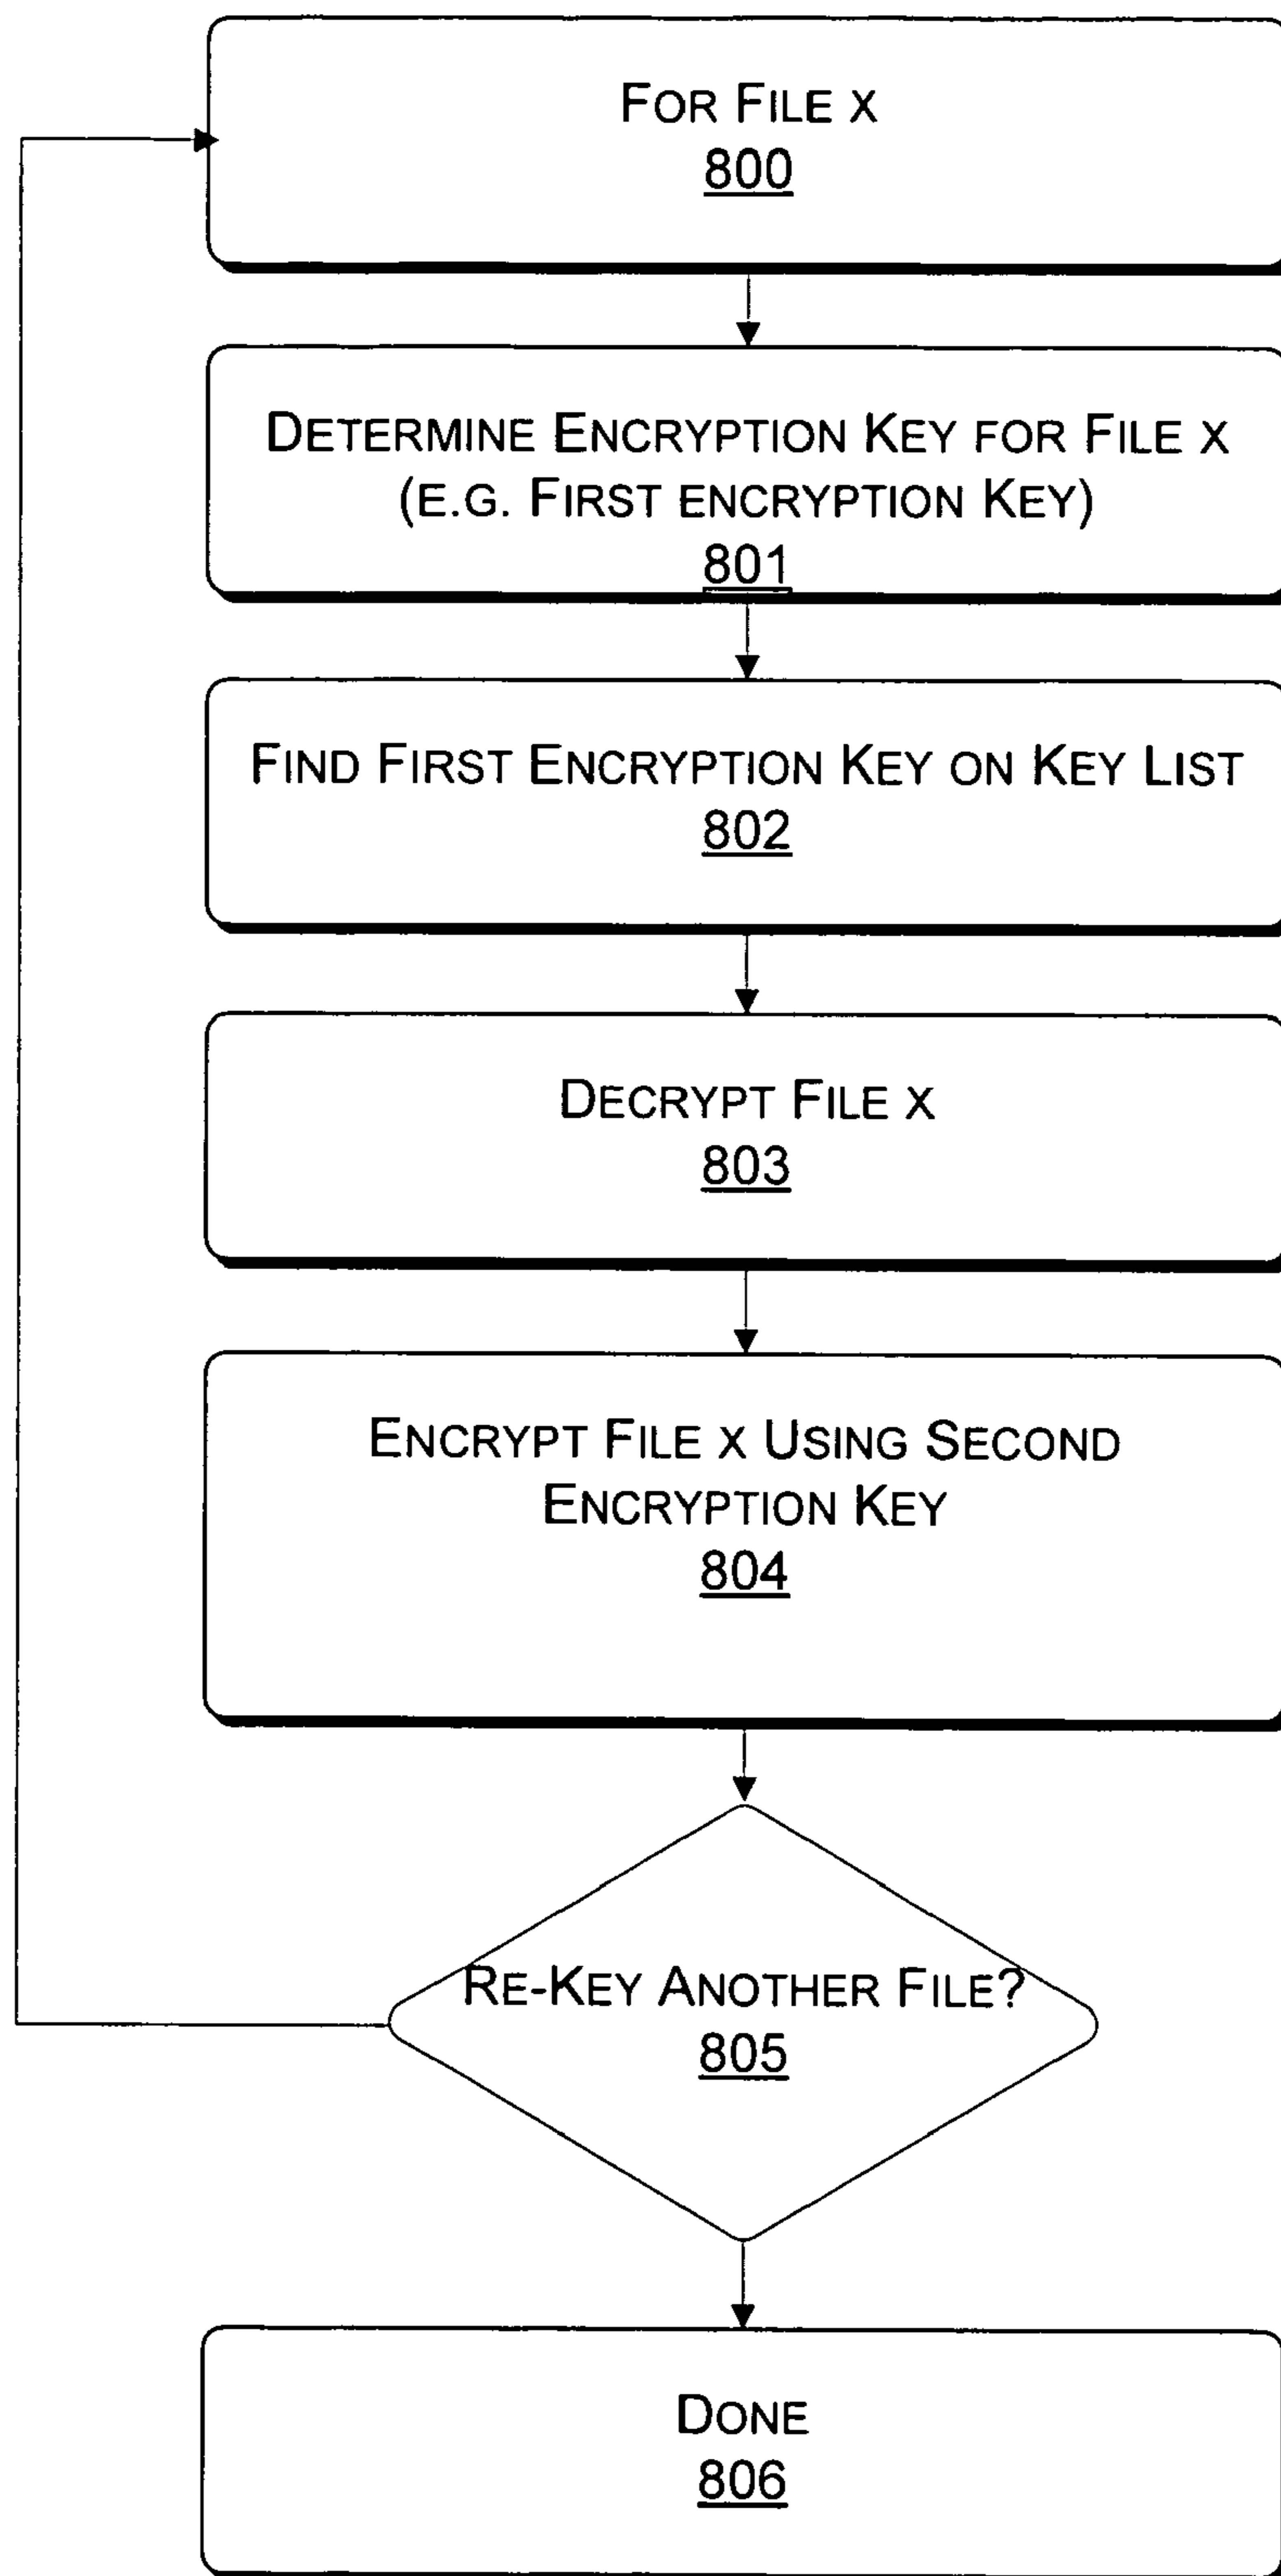 FOR FILE X
800
DETERMINE ENCRYPTION KEY FOR FILE X
(E.G. FIRST ENCRYPTION KEY)
801
FIND FIRST ENCRYPTION KEY ON KEY LIST
802
DECRYPT FILE X
803
ENCRYPT FILE X USING SECOND
ENCRYPTION KEY
804
RE-KEY ANOTHER FILE?
805
DONE
806